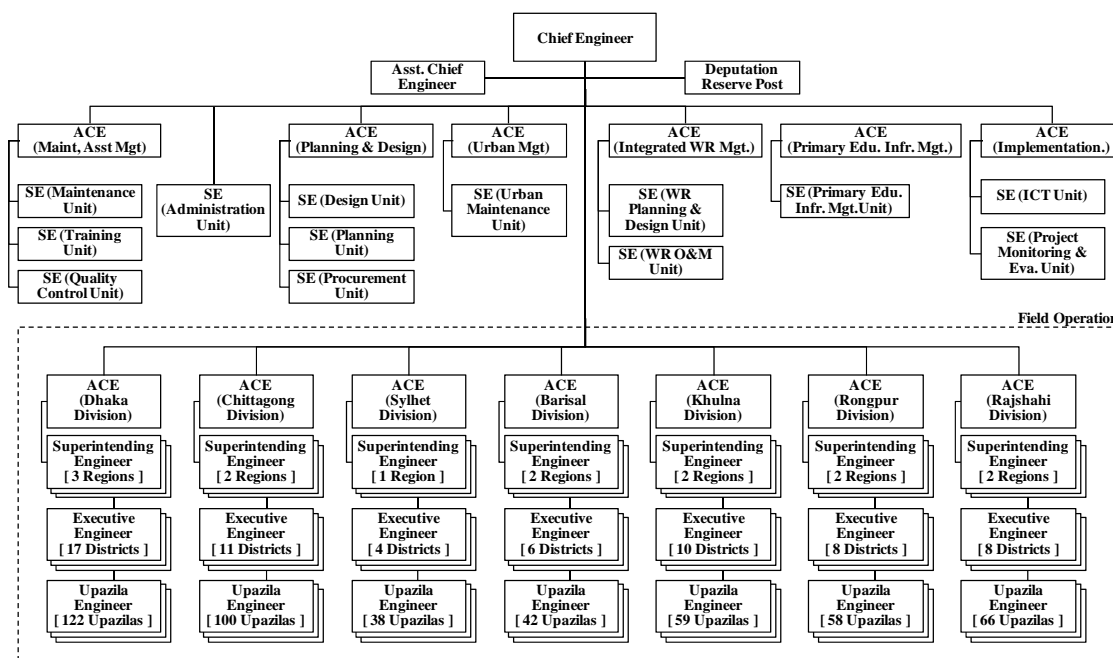 Chief Engineer
Asst. Chief
Engineer
Deputation
Reserve Post
ACE
(Maint, Asst Mgt)
ACE
(Planning & Design)
ACE
(Urban Mgt)
ACE
(Integrated WR Mgt.)
ACE
(Primary Edu. Infr. Mgt.)
ACE
(Implementation.)
SE (Maintenance
Unit)
SE (Training
Unit)
SE (Quality
Control Unit)
SE
(Administration
Unit)
SE (Design Unit)
SE (Planning
Unit)
SE (Procurement
Unit)
SE (Urban
Maintenance
Unit)
SE (WR
Planning &
Design Unit)
SE (WR O&M
Unit)
SE (Primary Edu.
Infr. Mgt.Unit)
SE (ICT Unit)
SE (Project
Monitoring &
Eva. Unit)
Field Operation
ACE
(Dhaka
Division)
ACE
(Chittagong
Division)
ACE
(Sylhet
Division)
ACE
(Barisal
Division)
ACE
(Khulna
Division)
ACE
(Rongpur
Division)
ACE
(Rajshahi
Division)
Superintending
Engineer
[ 3 Regions ]
Superintending
Engineer
[ 2 Regions ]
Superintending
Engineer
[ 1 Region ]
Superintending
Engineer
[ 2 Regions ]
Superintending
Engineer
[ 2 Regions ]
Superintending
Engineer
[ 2 Regions ]
Superintending
Engineer
[ 2 Regions ]
Executive
Engineer
[ 17 Districts ]
Executive
Engineer
[ 11 Districts ]
Executive
Engineer
[ 4 Districts ]
Executive
Engineer
[ 6 Districts ]
Executive
Engineer
[ 10 Districts ]
Executive
Engineer
[ 8 Districts ]
Executive
Engineer
[ 8 Districts ]
Upazila
Engineer
[ 122 Upazilas ]
Upazila
Engineer
[ 100 Upazilas ]
Upazila
Engineer
[ 38 Upazilas ]
Upazila
Engineer
[ 42 Upazilas ]
Upazila
Engineer
[ 59 Upazilas ]
Upazila
Engineer
[ 58 Upazilas ]
Upazila
Engineer
[ 66 Upazilas ]